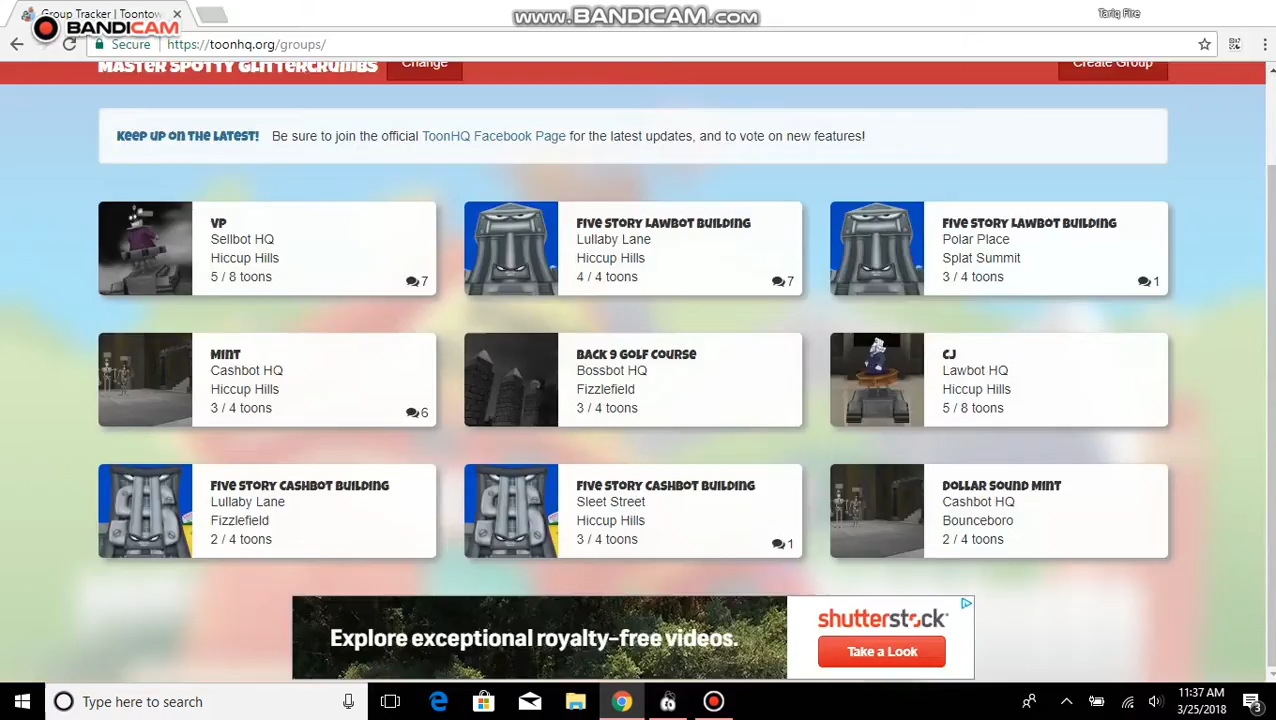 Group Tracker | Toontow
www.BANDICAM.com
Tariq Fire
BANDICAM
Secure https://toonhq.org/groups/
Master Spotty Glittercrumbs Change Create Group
Keep up on the latest! Be sure to join the official ToonHQ Facebook Page for the latest updates, and to vote on new features!
VP
Sellbot HQ
Hiccup Hills
5 / 8 toons
7
Five Story Lawbot Building
Lullaby Lane
Hiccup Hills
4 / 4 toons
7
Five Story Lawbot Building
Polar Place
Splat Summit
3 / 4 toons
1
Mint
Cashbot HQ
Hiccup Hills
3 / 4 toons
6
Back 9 Golf Course
Bossbot HQ
Fizzlefield
3 / 4 toons
CJ
Lawbot HQ
Hiccup Hills
5 / 8 toons
Five Story Cashbot Building
Lullaby Lane
Fizzlefield
2 / 4 toons
Five Story Cashbot Building
Sleet Street
Hiccup Hills
3 / 4 toons
1
Dollar Sound Mint
Cashbot HQ
Bounceboro
2 / 4 toons
Explore exceptional royalty-free videos.
shutterstock
Take a Look
Type here to search
11:37 AM
3/25/2018
3